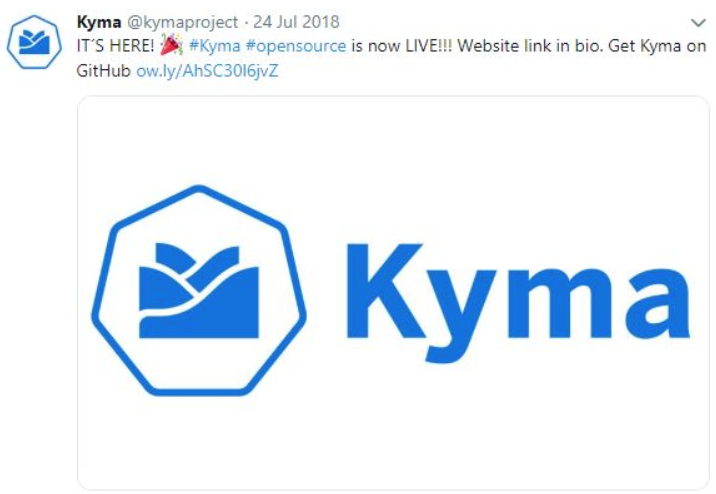 Kyma @kymaproject · 24 Jul 2018
IT´S HERE! 🎉 #Kyma #opensource is now LIVE!!! Website link in bio. Get Kyma on
GitHub ow.ly/AhSC30l6jvZ
Kyma